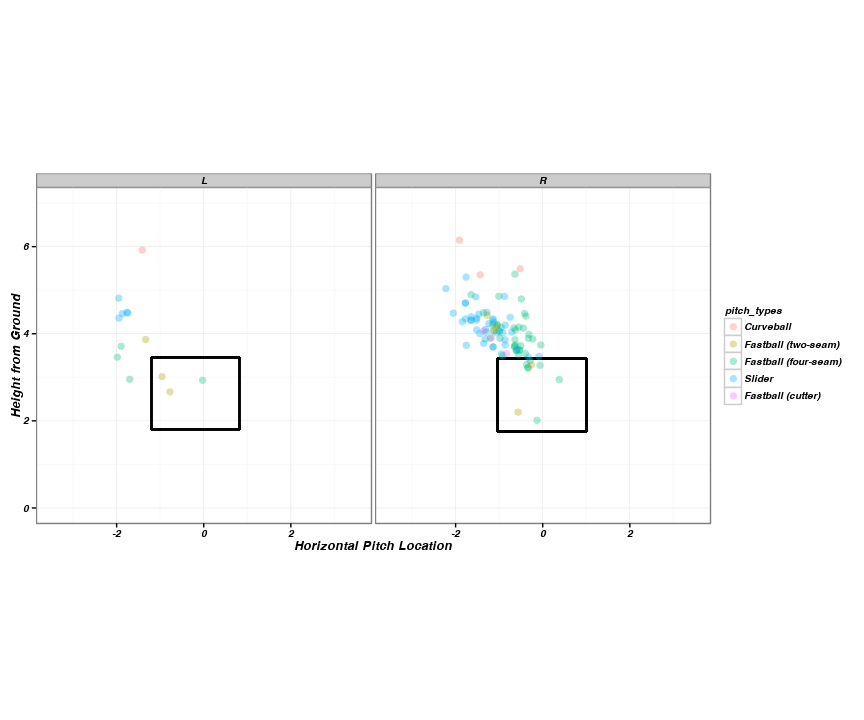 L
R
6
4
2
0
-2
0
2
-2
0
2
Height from Ground
Horizontal Pitch Location
pitch_types
Curveball
Fastball (two-seam)
Fastball (four-seam)
Slider
Fastball (cutter)